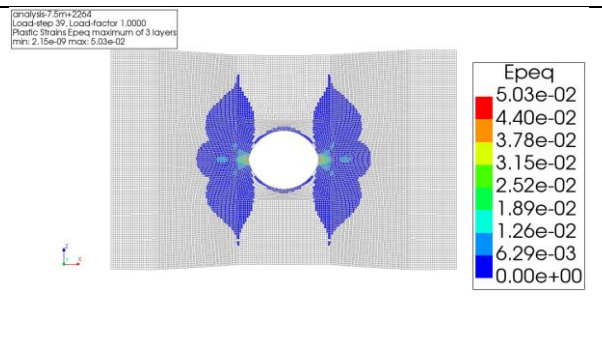 analysis-7.5m+2264
Load-step 39, Load-factor 1.0000
Plastic Strains Epeq maximum of 3 layers
min: 2.15e-09 max: 5.03e-02
Epeq
5.03e-02
4.40e-02
3.78e-02
3.15e-02
2.52e-02
1.89e-02
1.26e-02
6.29e-03
0.00e+00